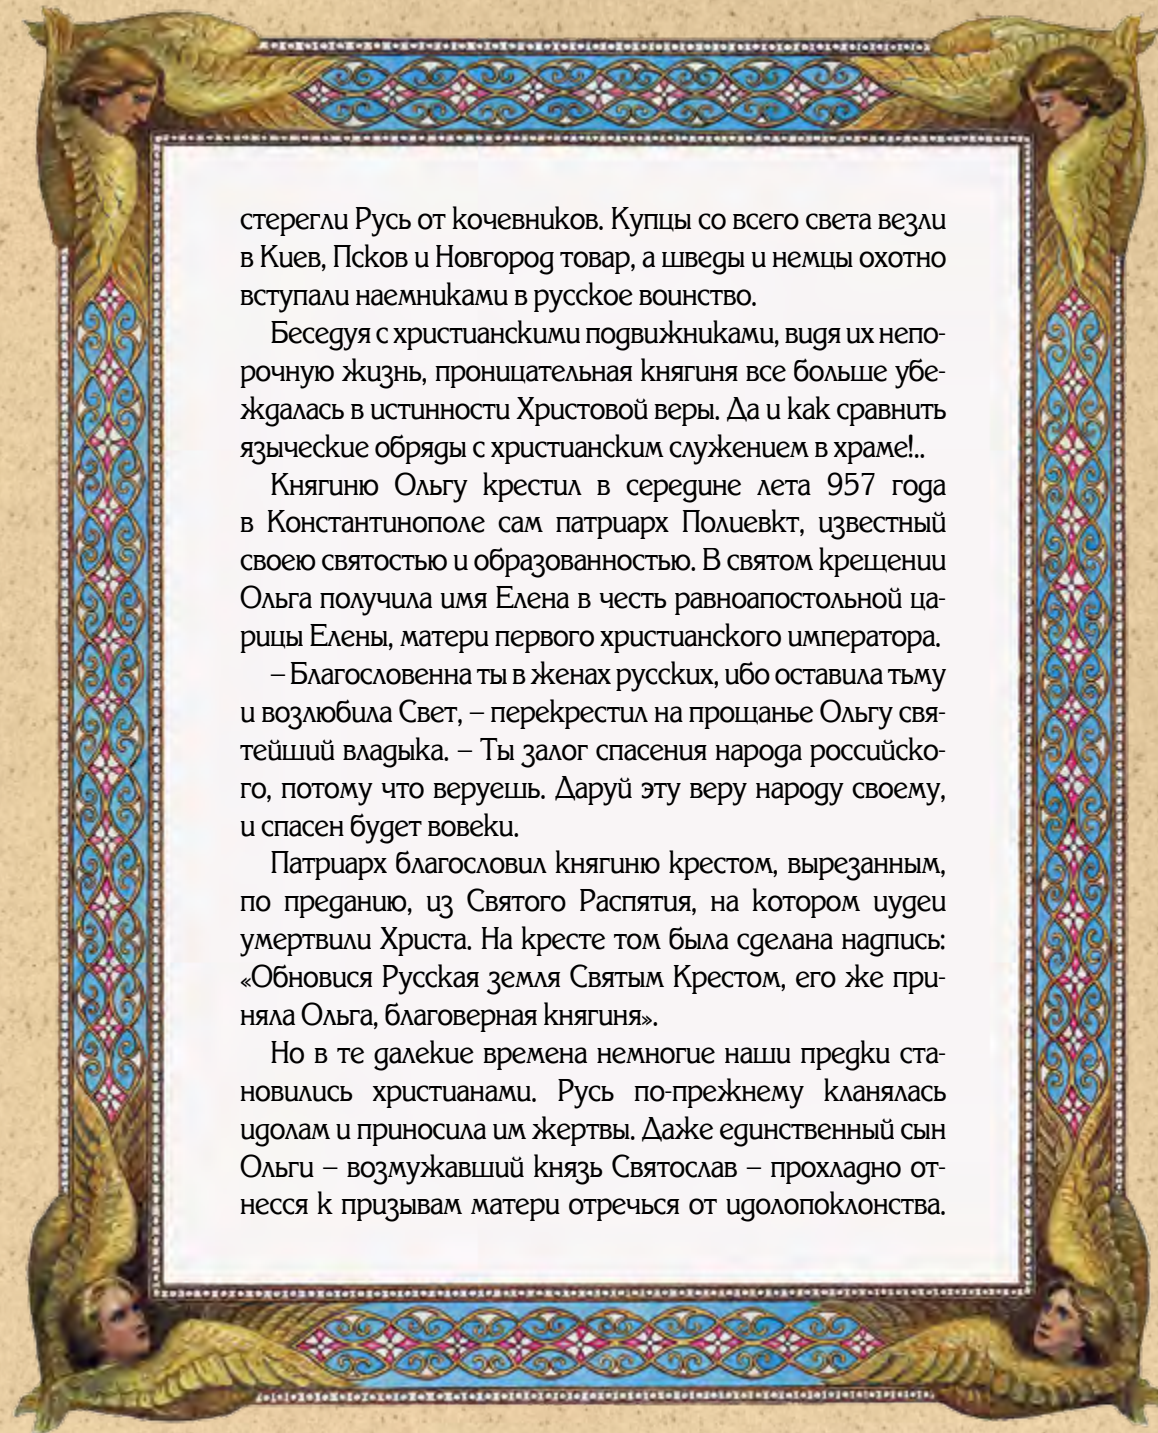 стерегли Русь от кочевников. Купцы со всего света везли
в Киев, Псков и Новгород товар, а шведы и немцы охотно
вступали наемниками в русское воинство.
Беседуя с христианскими подвижниками, видя их непо-
рочную жизнь, проницательная княгиня все больше убе-
ждалась в истинности Христовой веры. Да и как сравнить
языческие обряды с христианским служением в храме!..
Княгиню Ольгу крестил в середине лета 957 года
в Константинополе сам патриарх Полиевкт, известный
своею святостью и образованностью. В святом крещении
Ольга получила имя Елена в честь равноапостольной ца-
рицы Елены, матери первого христианского императора.
– Благословенна ты в женах русских, ибо оставила тьму
и возлюбила Свет, – перекрестил на прощанье Ольгу свя-
тейший владыка. – Ты залог спасения народа российско-
го, потому что веруешь. Даруй эту веру народу своему,
и спасен будет вовеки.
Патриарх благословил княгиню крестом, вырезанным,
по преданию, из Святого Распятия, на котором иудеи
умертвили Христа. На кресте том была сделана надпись:
«Обновися Русская земля Святым Крестом, его же при-
няла Ольга, благоверная княгиня».
Но в те далекие времена немногие наши предки ста-
новились христианами. Русь по-прежнему кланялась
идолам и приносила им жертвы. Даже единственный сын
Ольги – возмужавший князь Святослав – прохладно от-
несся к призывам матери отречься от идолопоклонства.